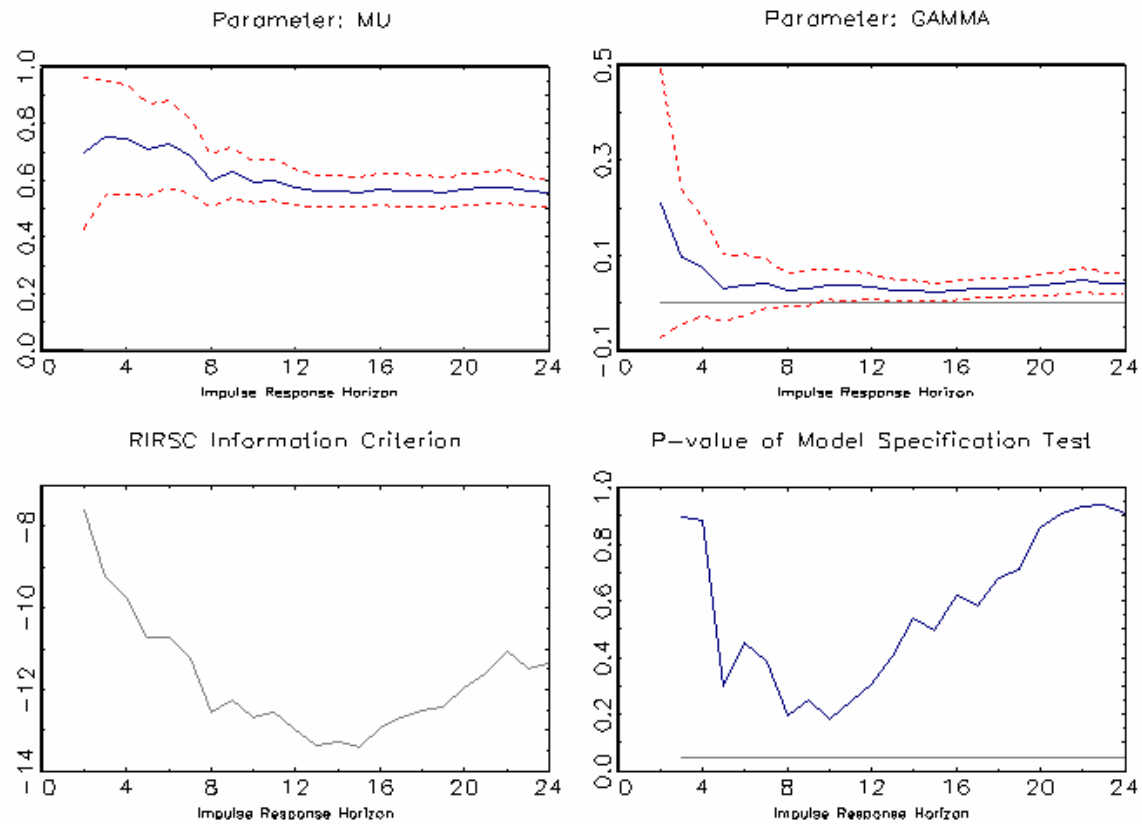 Parameter: MU
Parameter: GAMMA
1.0
0.8
0.6
0.4
0.2
0.0
0 4 8 12 16 20 24
Impulse Response Horizon
0.5
0.3
0.1
-0.1
0 4 8 12 16 20 24
Impulse Response Horizon
RIRSC Information Criterion
P-value of Model Specification Test
-8
-10
-12
-14
0 4 8 12 16 20 24
Impulse Response Horizon
1.0
0.8
0.6
0.4
0.2
0.0
0 4 8 12 16 20 24
Impulse Response Horizon